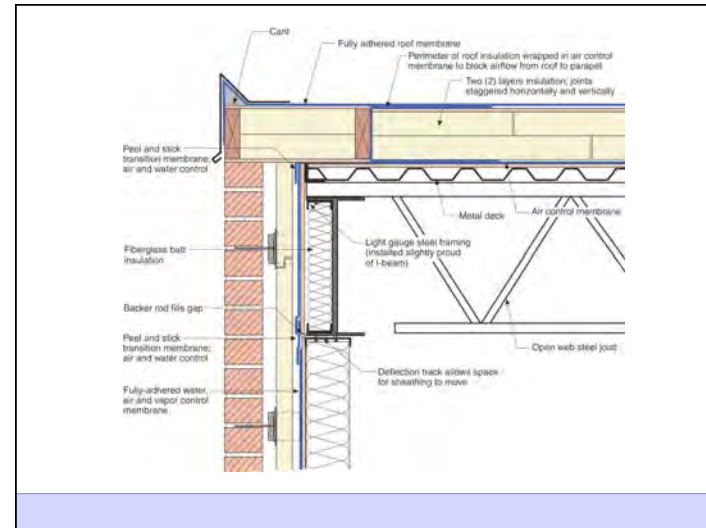 Cant
Fully adhered roof membrane
Perimeter of roof insulation wrapped in air control
membrane to block airflow from roof to parapet
Two (2) layers insulation; joints
staggered horizontally and vertically
Peel and stick
transition membrane;
air and water control
Metal deck
Air control membrane
Fiberglass batt
insulation
Light gauge steel framing
(installed slightly proud
of I-beam)
Backer rod fills gap
Peel and stick
transition membrane;
air and water control
Open web steel joist
Deflection track allows space
for sheathing to move
Fully-adhered water,
air and vapor control
membrane